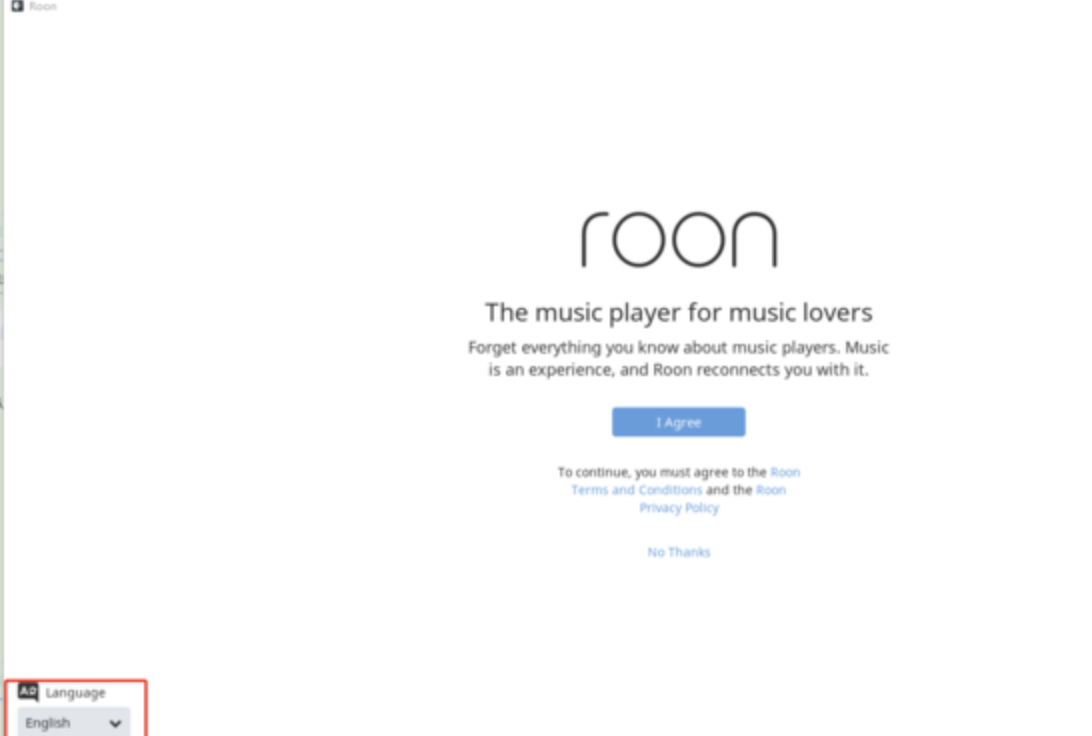 Roon
roon
The music player for music lovers
Forget everything you know about music players. Music
is an experience, and Roon reconnects you with it.
I Agree
To continue, you must agree to the Roon
Terms and Conditions and the Roon
Privacy Policy
No Thanks
Language
English